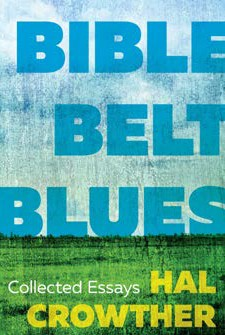 BIBLE
BELT
BLUES
Collected Essays HAL
CROWTHER